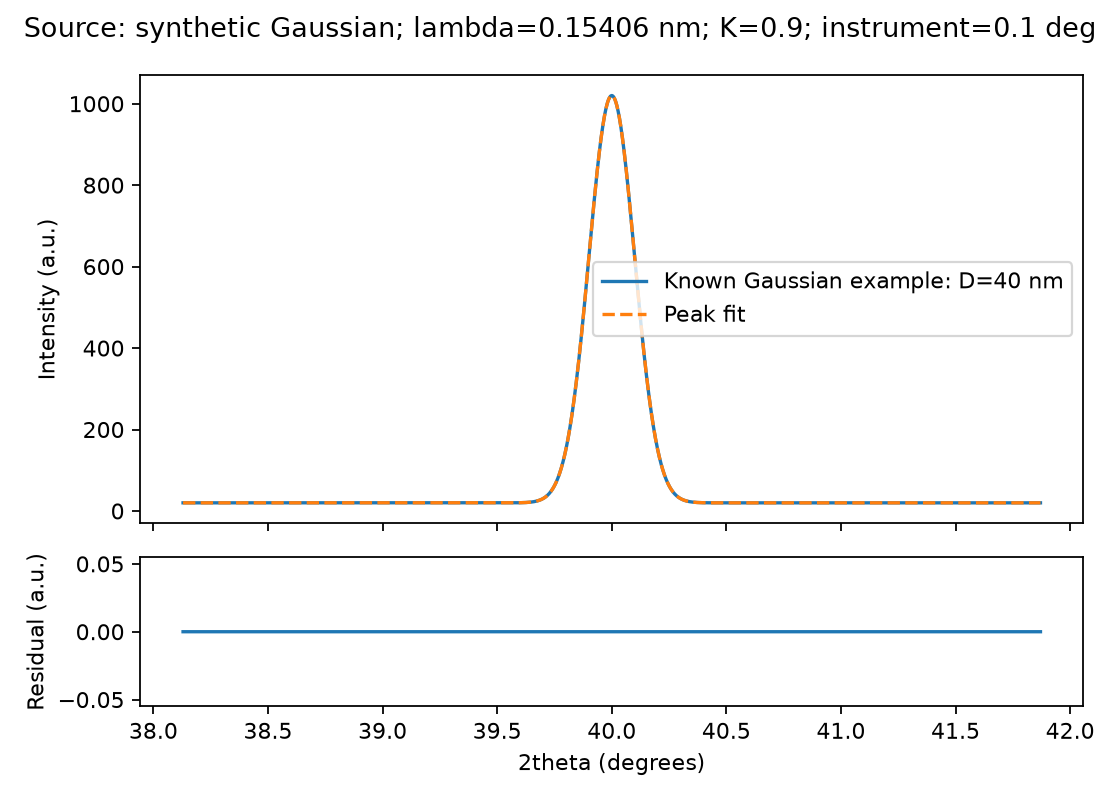 Source: synthetic Gaussian; lambda=0.15406 nm; K=0.9; instrument=0.1 deg
1000
800
600
400
200
0
Intensity (a.u.)
Known Gaussian example: D=40 nm
Peak fit
0.05
0.00
−0.05
Residual (a.u.)
38.0 38.5 39.0 39.5 40.0 40.5 41.0 41.5 42.0
2theta (degrees)